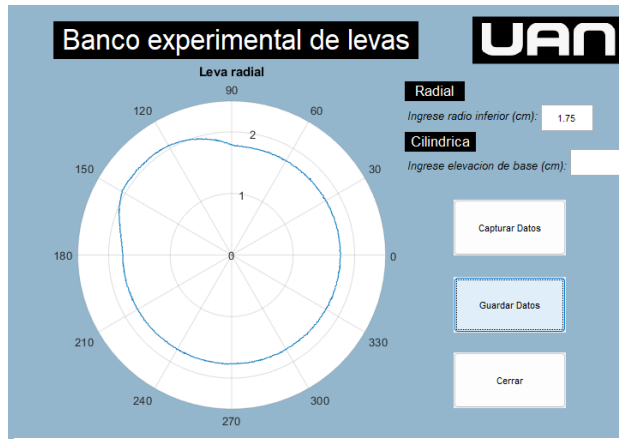 Banco experimental de levas
UAN
Leva radial
90
120
60
2
150
30
1
180
0
0
210
330
240
300
270
Radial
Ingrese radio inferior (cm):
1.75
Cilindrica
Ingrese elevacion de base (cm):
Capturar Datos
Guardar Datos
Cerrar